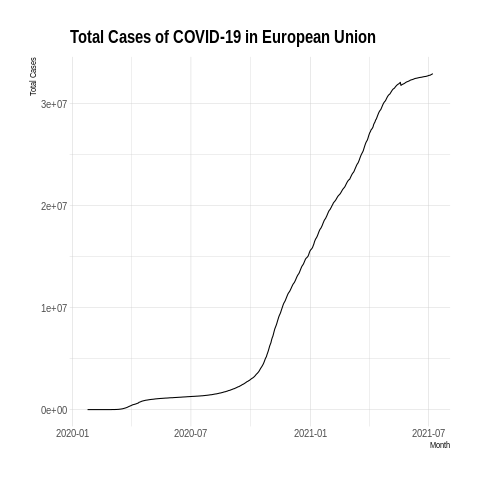 Total Cases of COVID-19 in European Union
Total Cases
3e+07
2e+07
1e+07
0e+00
2020-01 2020-07 2021-01 2021-07
Month